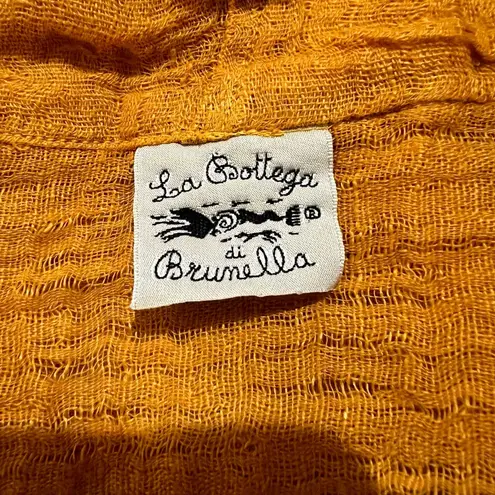 La Bottega
®
di
Brunella